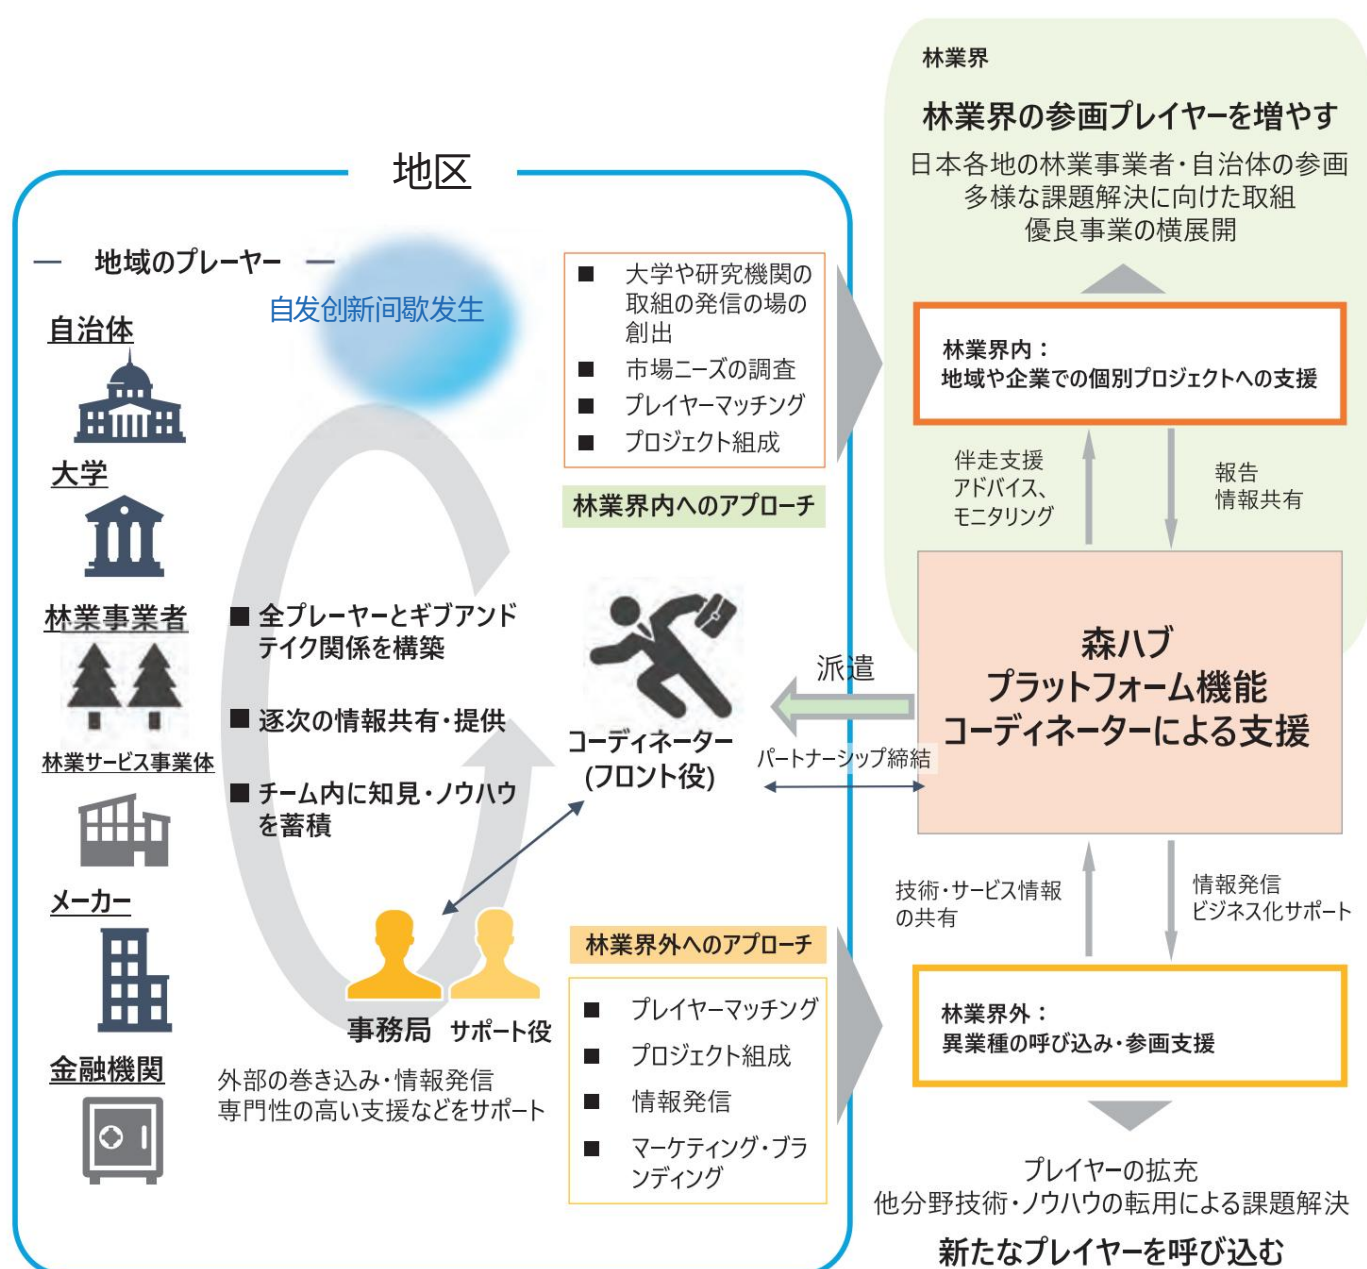 地区
地域のプレーヤー
自发创新间歇发生
自治体
大学
林業事業者
林業サービス事業体
メーカー
金融機関
■ 全プレーヤーとギブアンド
テイク関係を構築
■ 逐次の情報共有・提供
■ チーム内に知見・ノウハウ
を蓄積
事務局
サポート役
外部の巻き込み・情報発信
専門性の高い支援などをサポート
■ 大学や研究機関の
取組の発信の場の
創出
■ 市場ニーズの調査
■ プレイヤーマッチング
■ プロジェクト組成
林業界内へのアプローチ
コーディネーター
(フロント役)
派遣
パートナーシップ締結
林業界外へのアプローチ
■ プレイヤーマッチング
■ プロジェクト組成
■ 情報発信
■ マーケティング・ブラ
ンディング
林業界
林業界の参画プレイヤーを増やす
日本各地の林業事業者・自治体の参画
多様な課題解決に向けた取組
優良事業の横展開
林業界内：
地域や企業での個別プロジェクトへの支援
伴走支援
アドバイス、
モニタリング
報告
情報共有
森ハブ
プラットフォーム機能
コーディネーターによる支援
技術・サービス情報
の共有
情報発信
ビジネス化サポート
林業界外：
異業種の呼び込み・参画支援
プレイヤーの拡充
他分野技術・ノウハウの転用による課題解決
新たなプレイヤーを呼び込む